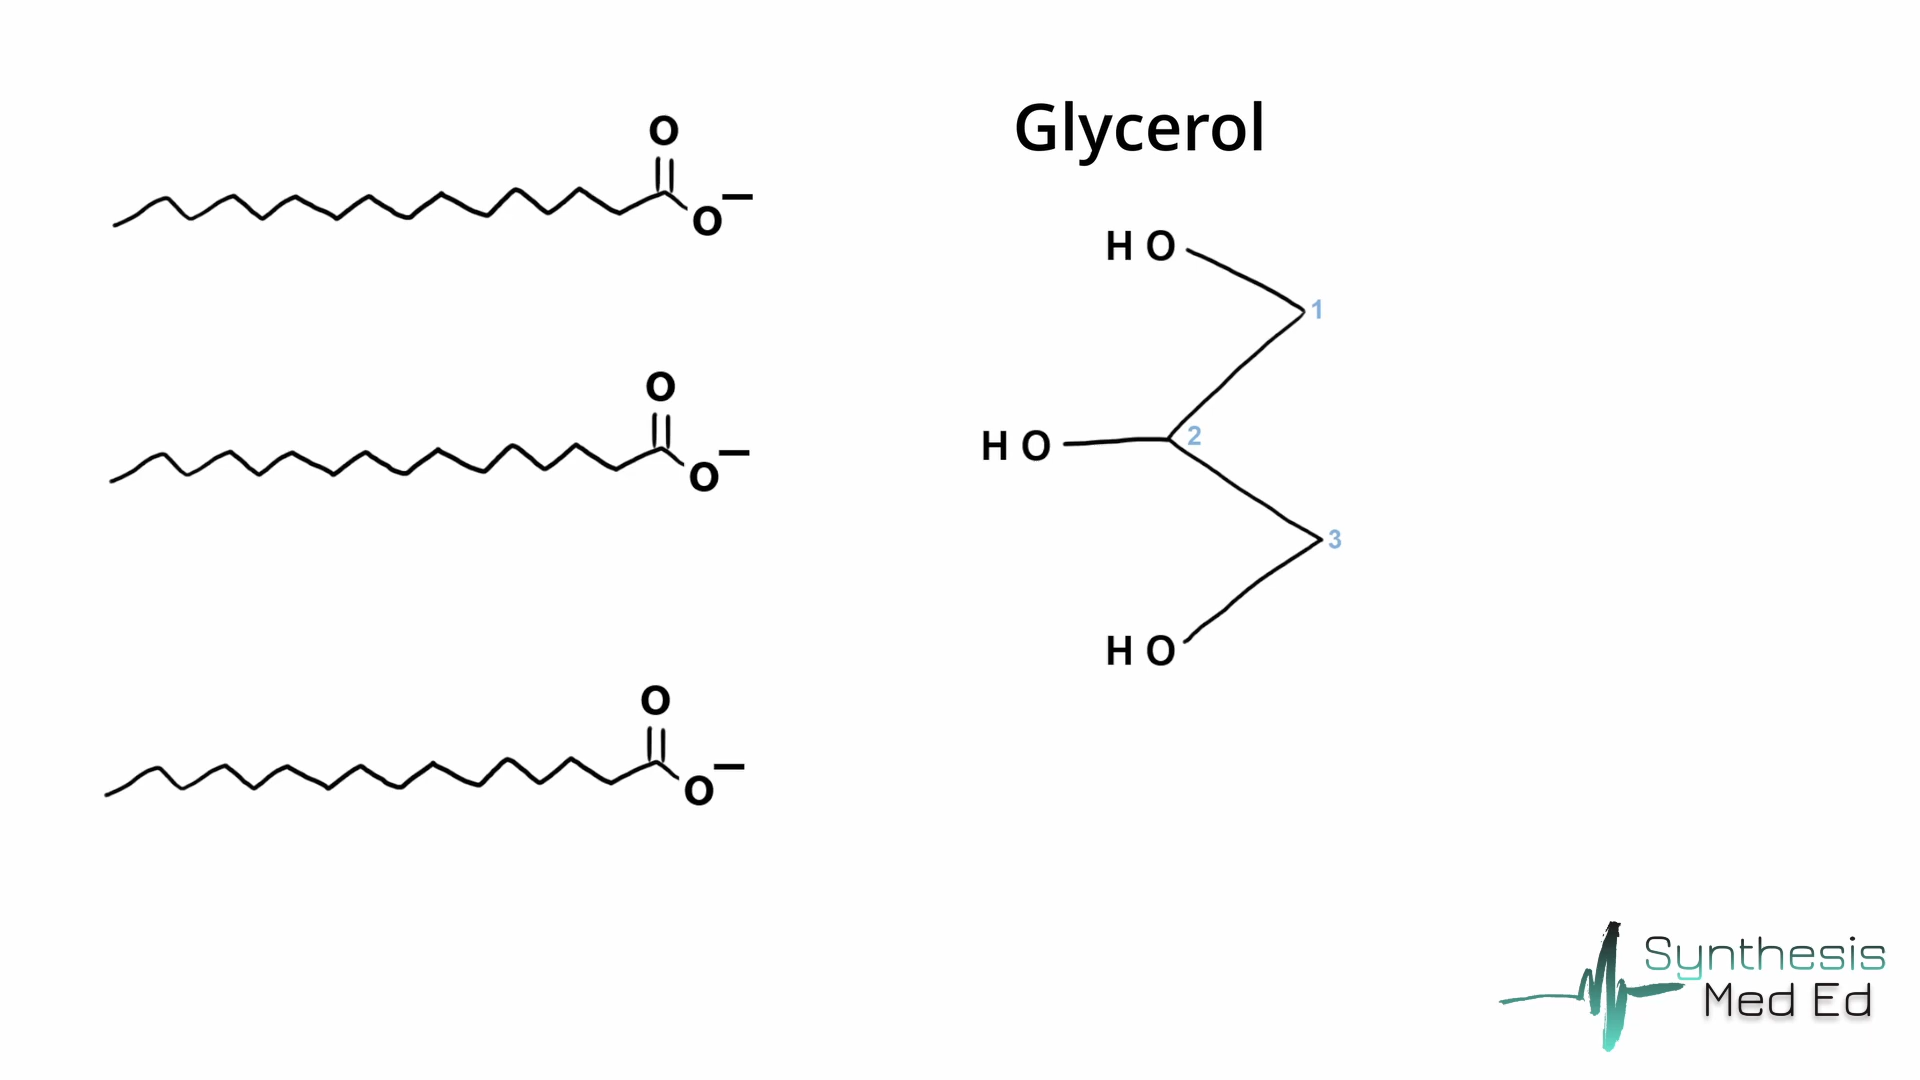 Glycerol
O
O−
O
O−
O
O−
HO
1
HO
2
3
HO
Synthesis
Med Ed